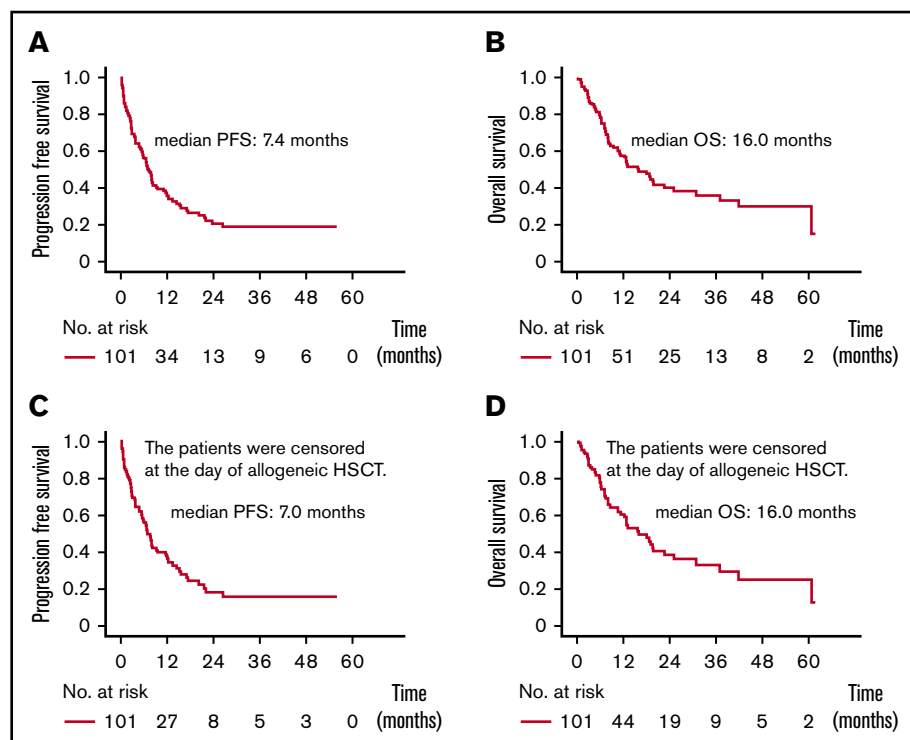 A
Progression free survival
1.0
0.8
0.6
0.4
0.2
0
median PFS: 7.4 months
0 12 24 36 48 60
No. at risk
Time
(months)
101 34 13 9 6 0
B
Overall survival
1.0
0.8
0.6
0.4
0.2
0
median OS: 16.0 months
0 12 24 36 48 60
No. at risk
Time
(months)
101 51 25 13 8 2
C
Progression free survival
1.0
0.8
0.6
0.4
0.2
0
The patients were censored
at the day of allogeneic HSCT.
median PFS: 7.0 months
0 12 24 36 48 60
No. at risk
Time
(months)
101 27 8 5 3 0
D
Overall survival
1.0
0.8
0.6
0.4
0.2
0
The patients were censored
at the day of allogeneic HSCT.
median OS: 16.0 months
0 12 24 36 48 60
No. at risk
Time
(months)
101 44 19 9 5 2